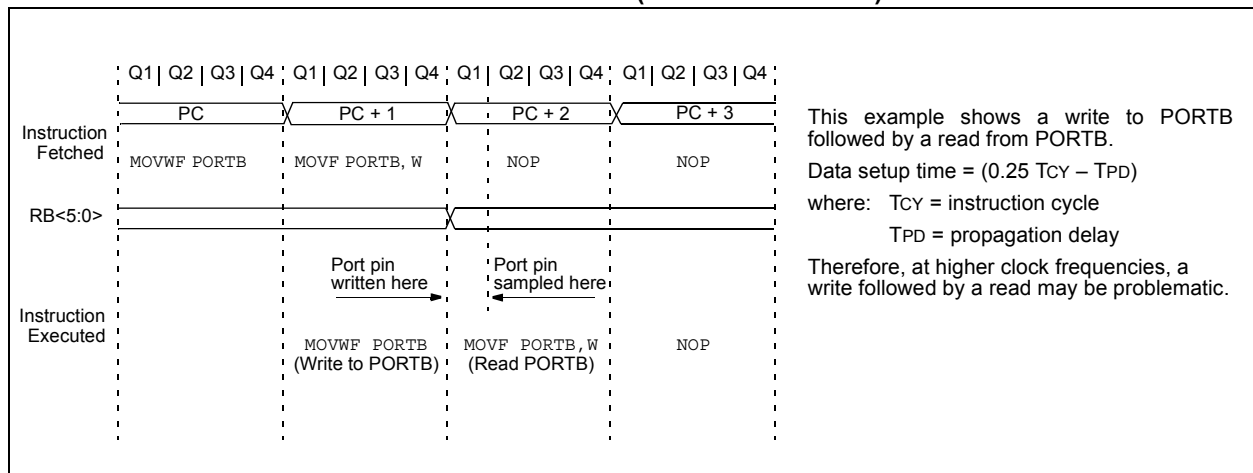 Q1 | Q2 | Q3 | Q4 Q1 | Q2 | Q3 | Q4 Q1 | Q2 | Q3 | Q4 Q1 | Q2 | Q3 | Q4
PC PC + 1 PC + 2 PC + 3
Instruction
Fetched
MOVWF PORTB MOVF PORTB, W NOP NOP
RB<5:0>
Port pin
written here
Port pin
sampled here
Instruction
Executed
MOVWF PORTB
(Write to PORTB)
MOVF PORTB,W
(Read PORTB)
NOP
This example shows a write to PORTB
followed by a read from PORTB.
Data setup time = (0.25 TCY – TPD)
where: TCY = instruction cycle
TPD = propagation delay
Therefore, at higher clock frequencies, a
write followed by a read may be problematic.